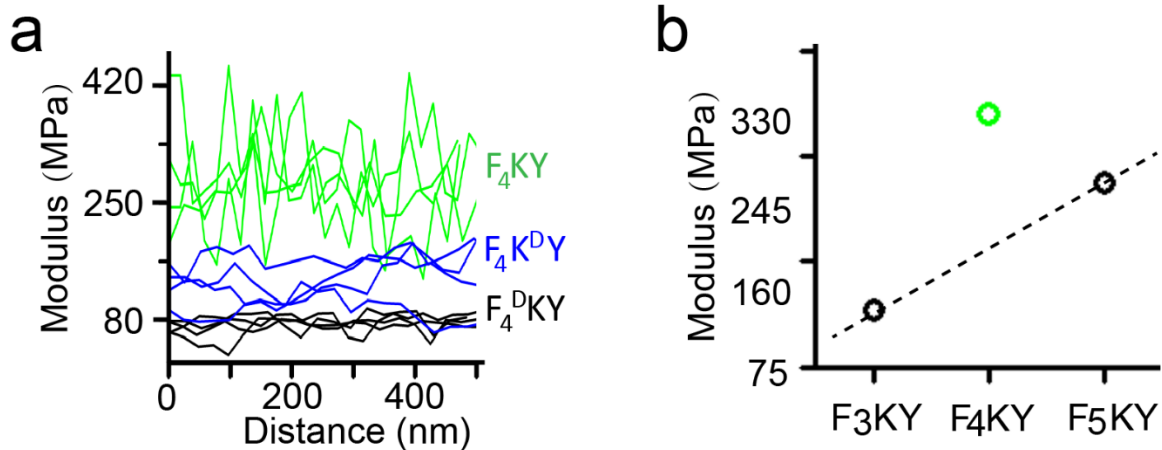 a
Modulus (MPa)
420
250
80
F₄KY
F₄KᴰY
F₄ᴰKY
0
200
400
Distance (nm)
b
Modulus (MPa)
330
245
160
75
F₃KY
F₄KY
F₅KY